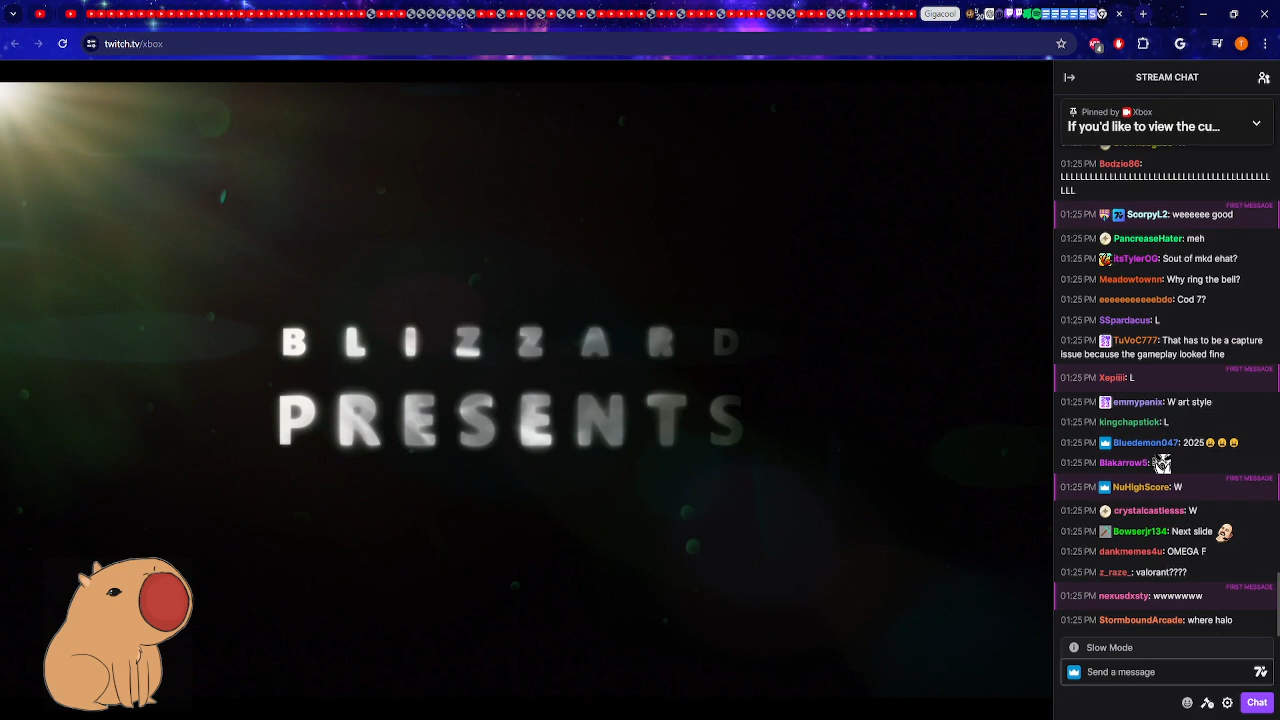 Gigacool
twitch.tv/xbox
STREAM CHAT
Pinned by Xbox
If you'd like to view the cu...
BLIZZARD
PRESENTS
01:25 PM Bodzio86:
FIRST MESSAGE
01:25 PM ScorpyL2: weeeeee good
01:25 PM PancreaseHater: meh
01:25 PM itsTylerOG: Sout of mkd ehat?
01:25 PM Meadowtownn: Why ring the bell?
01:25 PM eeeeeeeeeeebdo: Cod 7?
01:25 PM SSpardacus: L
01:25 PM TuVoC777: That has to be a capture
issue because the gameplay looked fine
FIRST MESSAGE
01:25 PM Xepiiii: L
01:25 PM emmypanix: W art style
01:25 PM kingchapstick: L
01:25 PM Bluedemon047: 2025
01:25 PM Blakarrow5:
FIRST MESSAGE
01:25 PM NuHighScore: W
01:25 PM crystalcastlesss: W
01:25 PM Bowserjr134: Next slide
01:25 PM dankmemes4u: OMEGA F
01:25 PM z_raze_: valorant????
FIRST MESSAGE
01:25 PM nexusdxsty: wwwwwww
01:25 PM StormboundArcade: where halo
Slow Mode
Send a message
Chat